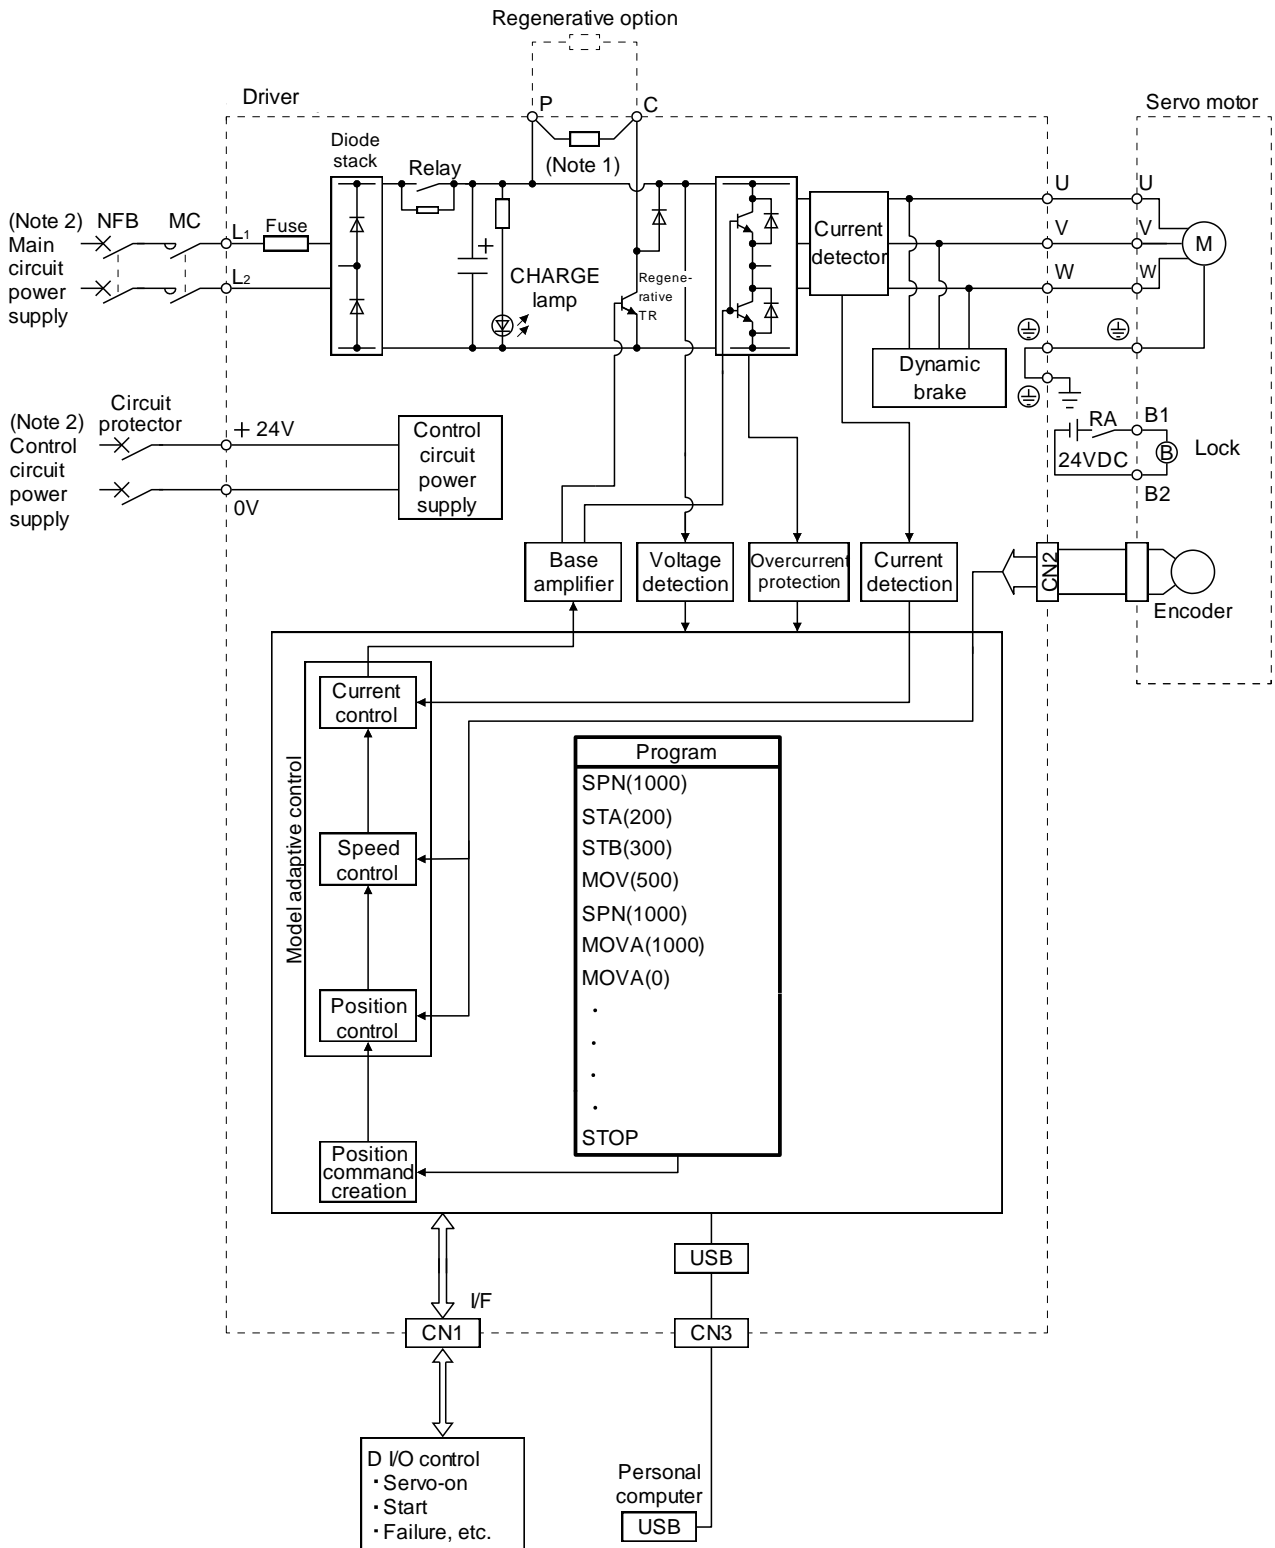 Regenerative option
Driver
P
C
Servo motor
Diode
stack
Relay
(Note 1)
U
U
(Note 2)
NFB
MC
L1
Fuse
Main
circuit
power
supply
L2
CHARGE
lamp
Regene-
rative
TR
Current
detector
V
V
M
W
W
Dynamic
brake
(Note 2)
Control
circuit
power
supply
Circuit
protector
+ 24V
0V
Control
circuit
power
supply
RA
B1
24VDC
B
Lock
B2
Base
amplifier
Voltage
detection
Overcurrent
protection
Current
detection
CN2
Encoder
Model adaptive control
Current
control
Speed
control
Position
control
Position
command
creation
Program
SPN(1000)
STA(200)
STB(300)
MOV(500)
SPN(1000)
MOVA(1000)
MOVA(0)
.
.
.
.
STOP
USB
I/F
CN1
CN3
D I/O control
・Servo-on
・Start
・Failure, etc.
Personal
computer
USB